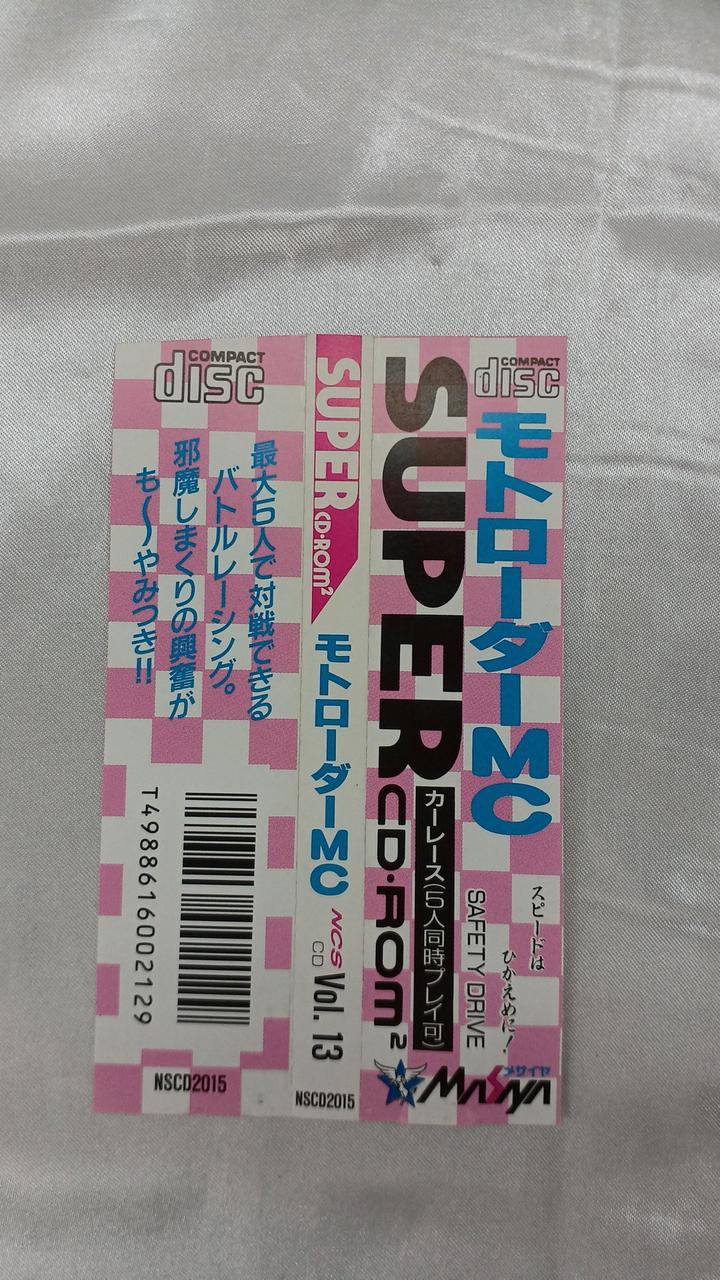 COMPACT
disc
モトローダーMC
スピードは
ひかえめに!
SAFETY DRIVE
SUPER CD・ROM²
カーレース(5人同時プレイ可)
メサイヤ
MASAYA
SUPER CD・ROM²
モトローダーMC
NCS
CD
Vol. 13
NSCD2015
COMPACT
disc
最大5人で対戦できる
バトルレーシング。
邪魔しまくりの興奮が
も〜やみつき!!
T4988616002129
NSCD2015